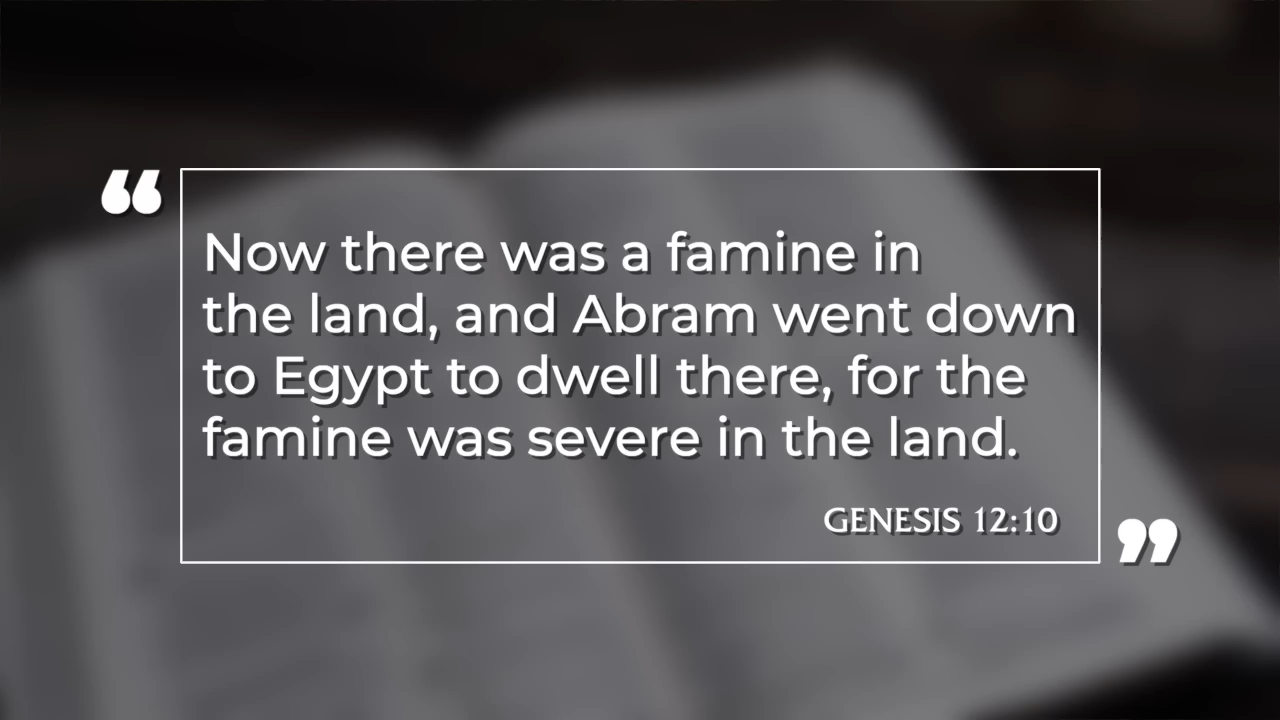 “
Now there was a famine in
the land, and Abram went down
to Egypt to dwell there, for the
famine was severe in the land.
GENESIS 12:10
”